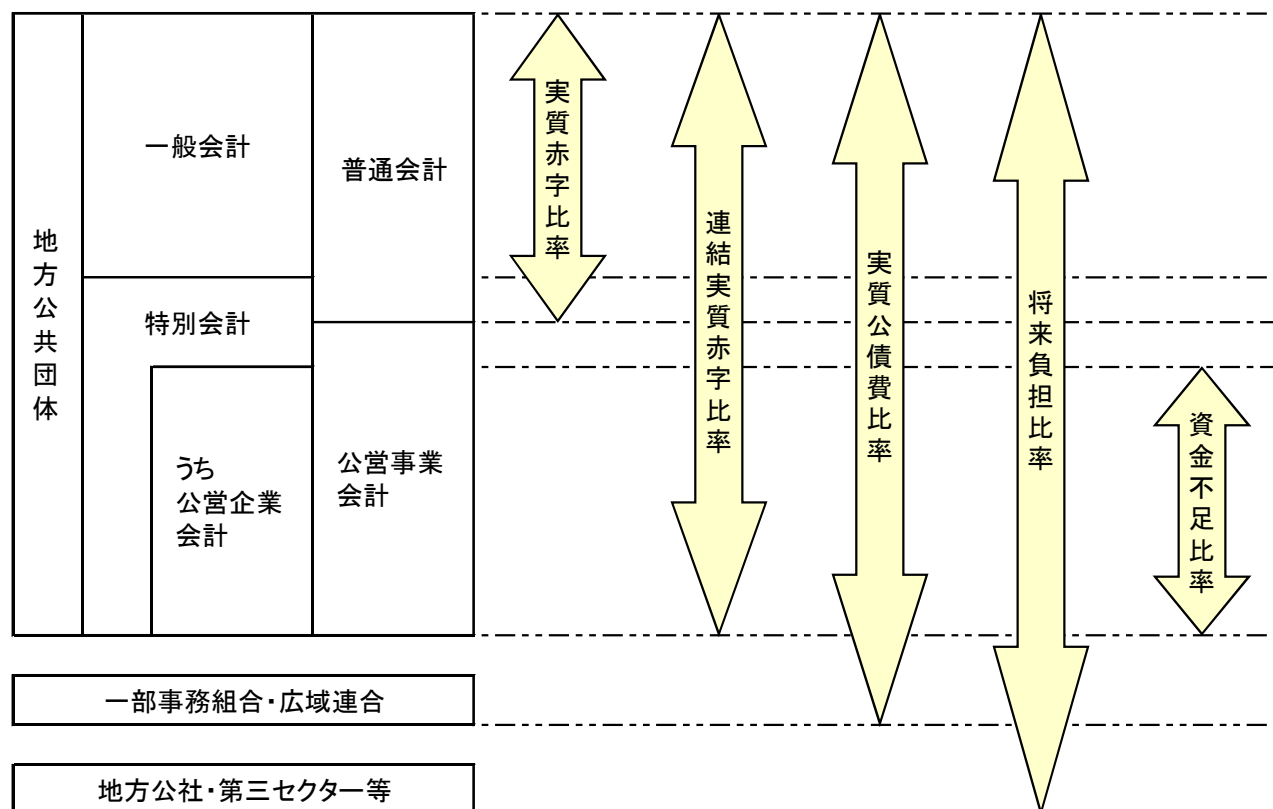 地方公共団体
一般会計
普通会計
特別会計
うち
公営企業
会計
公営事業
会計
実質赤字比率
連結実質赤字比率
実質公債費比率
将来負担比率
資金不足比率
一部事務組合・広域連合
地方公社・第三セクター等